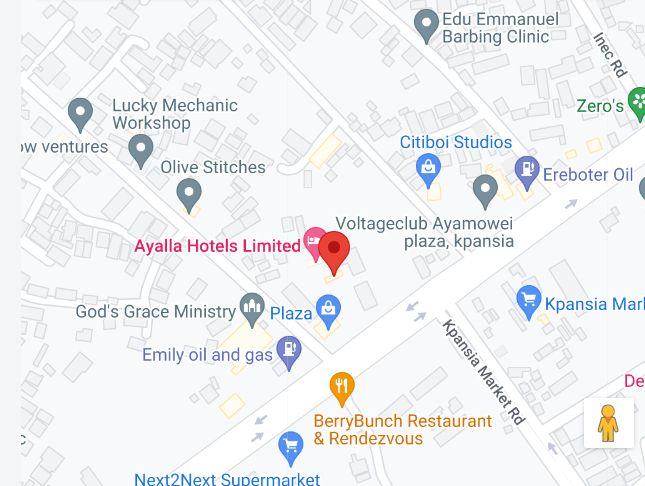 Edu Emmanuel
Barbing Clinic
Inec Rd
Zero's
Lucky Mechanic
Workshop
ow ventures
Citiboi Studios
Olive Stitches
Ereboter Oil
Voltageclub Ayamowei
plaza, kpansia
Ayalla Hotels Limited
God's Grace Ministry
Plaza
Kpansia Marl
Kpansia Market Rd
Emily oil and gas
De
BerryBunch Restaurant
& Rendezvous
c
Next2Next Supermarket